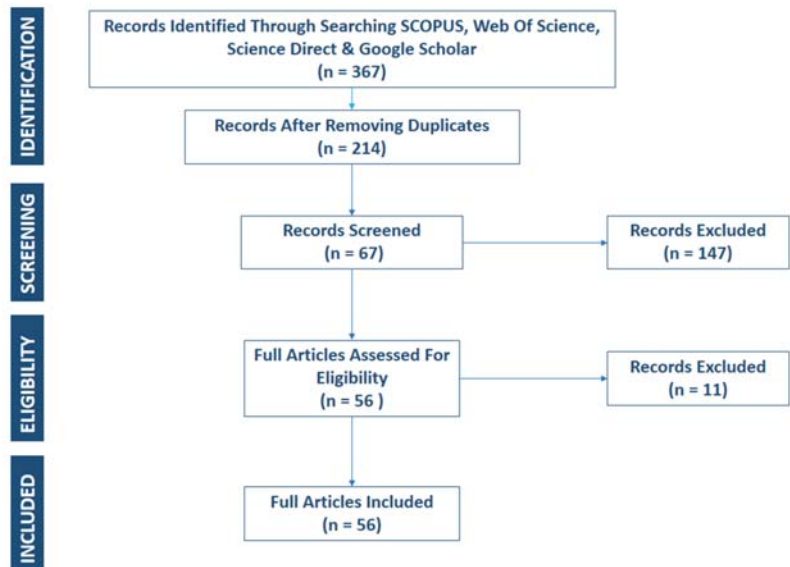 IDENTIFICATION
Records Identified Through Searching SCOPUS, Web Of Science,
Science Direct & Google Scholar
(n = 367)
Records After Removing Duplicates
(n = 214)
SCREENING
Records Screened
(n = 67)
Records Excluded
(n = 147)
ELIGIBILITY
Full Articles Assessed For
Eligibility
(n = 56 )
Records Excluded
(n = 11)
INCLUDED
Full Articles Included
(n = 56)